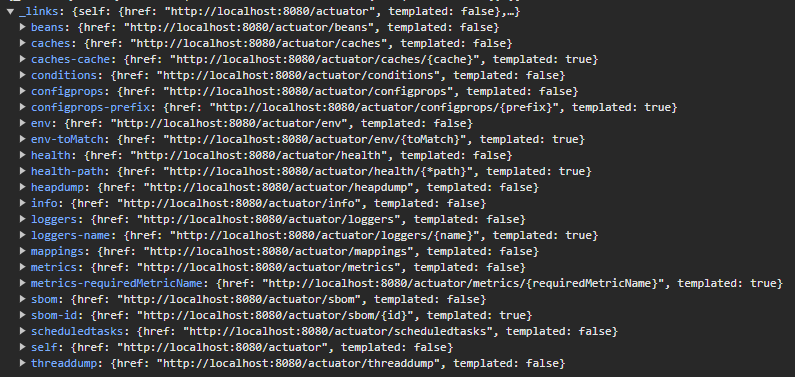 _links: {self: {href: "http://localhost:8080/actuator", templated: false},…}
beans: {href: "http://localhost:8080/actuator/beans", templated: false}
caches: {href: "http://localhost:8080/actuator/caches", templated: false}
caches-cache: {href: "http://localhost:8080/actuator/caches/{cache}", templated: true}
conditions: {href: "http://localhost:8080/actuator/conditions", templated: false}
configprops: {href: "http://localhost:8080/actuator/configprops", templated: false}
configprops-prefix: {href: "http://localhost:8080/actuator/configprops/{prefix}", templated: true}
env: {href: "http://localhost:8080/actuator/env", templated: false}
env-toMatch: {href: "http://localhost:8080/actuator/env/{toMatch}", templated: true}
health: {href: "http://localhost:8080/actuator/health", templated: false}
health-path: {href: "http://localhost:8080/actuator/health/{*path}", templated: true}
heapdump: {href: "http://localhost:8080/actuator/heapdump", templated: false}
info: {href: "http://localhost:8080/actuator/info", templated: false}
loggers: {href: "http://localhost:8080/actuator/loggers", templated: false}
loggers-name: {href: "http://localhost:8080/actuator/loggers/{name}", templated: true}
mappings: {href: "http://localhost:8080/actuator/mappings", templated: false}
metrics: {href: "http://localhost:8080/actuator/metrics", templated: false}
metrics-requiredMetricName: {href: "http://localhost:8080/actuator/metrics/{requiredMetricName}", templated: true}
sbom: {href: "http://localhost:8080/actuator/sbom", templated: false}
sbom-id: {href: "http://localhost:8080/actuator/sbom/{id}", templated: true}
scheduledtasks: {href: "http://localhost:8080/actuator/scheduledtasks", templated: false}
self: {href: "http://localhost:8080/actuator", templated: false}
threaddump: {href: "http://localhost:8080/actuator/threaddump", templated: false}